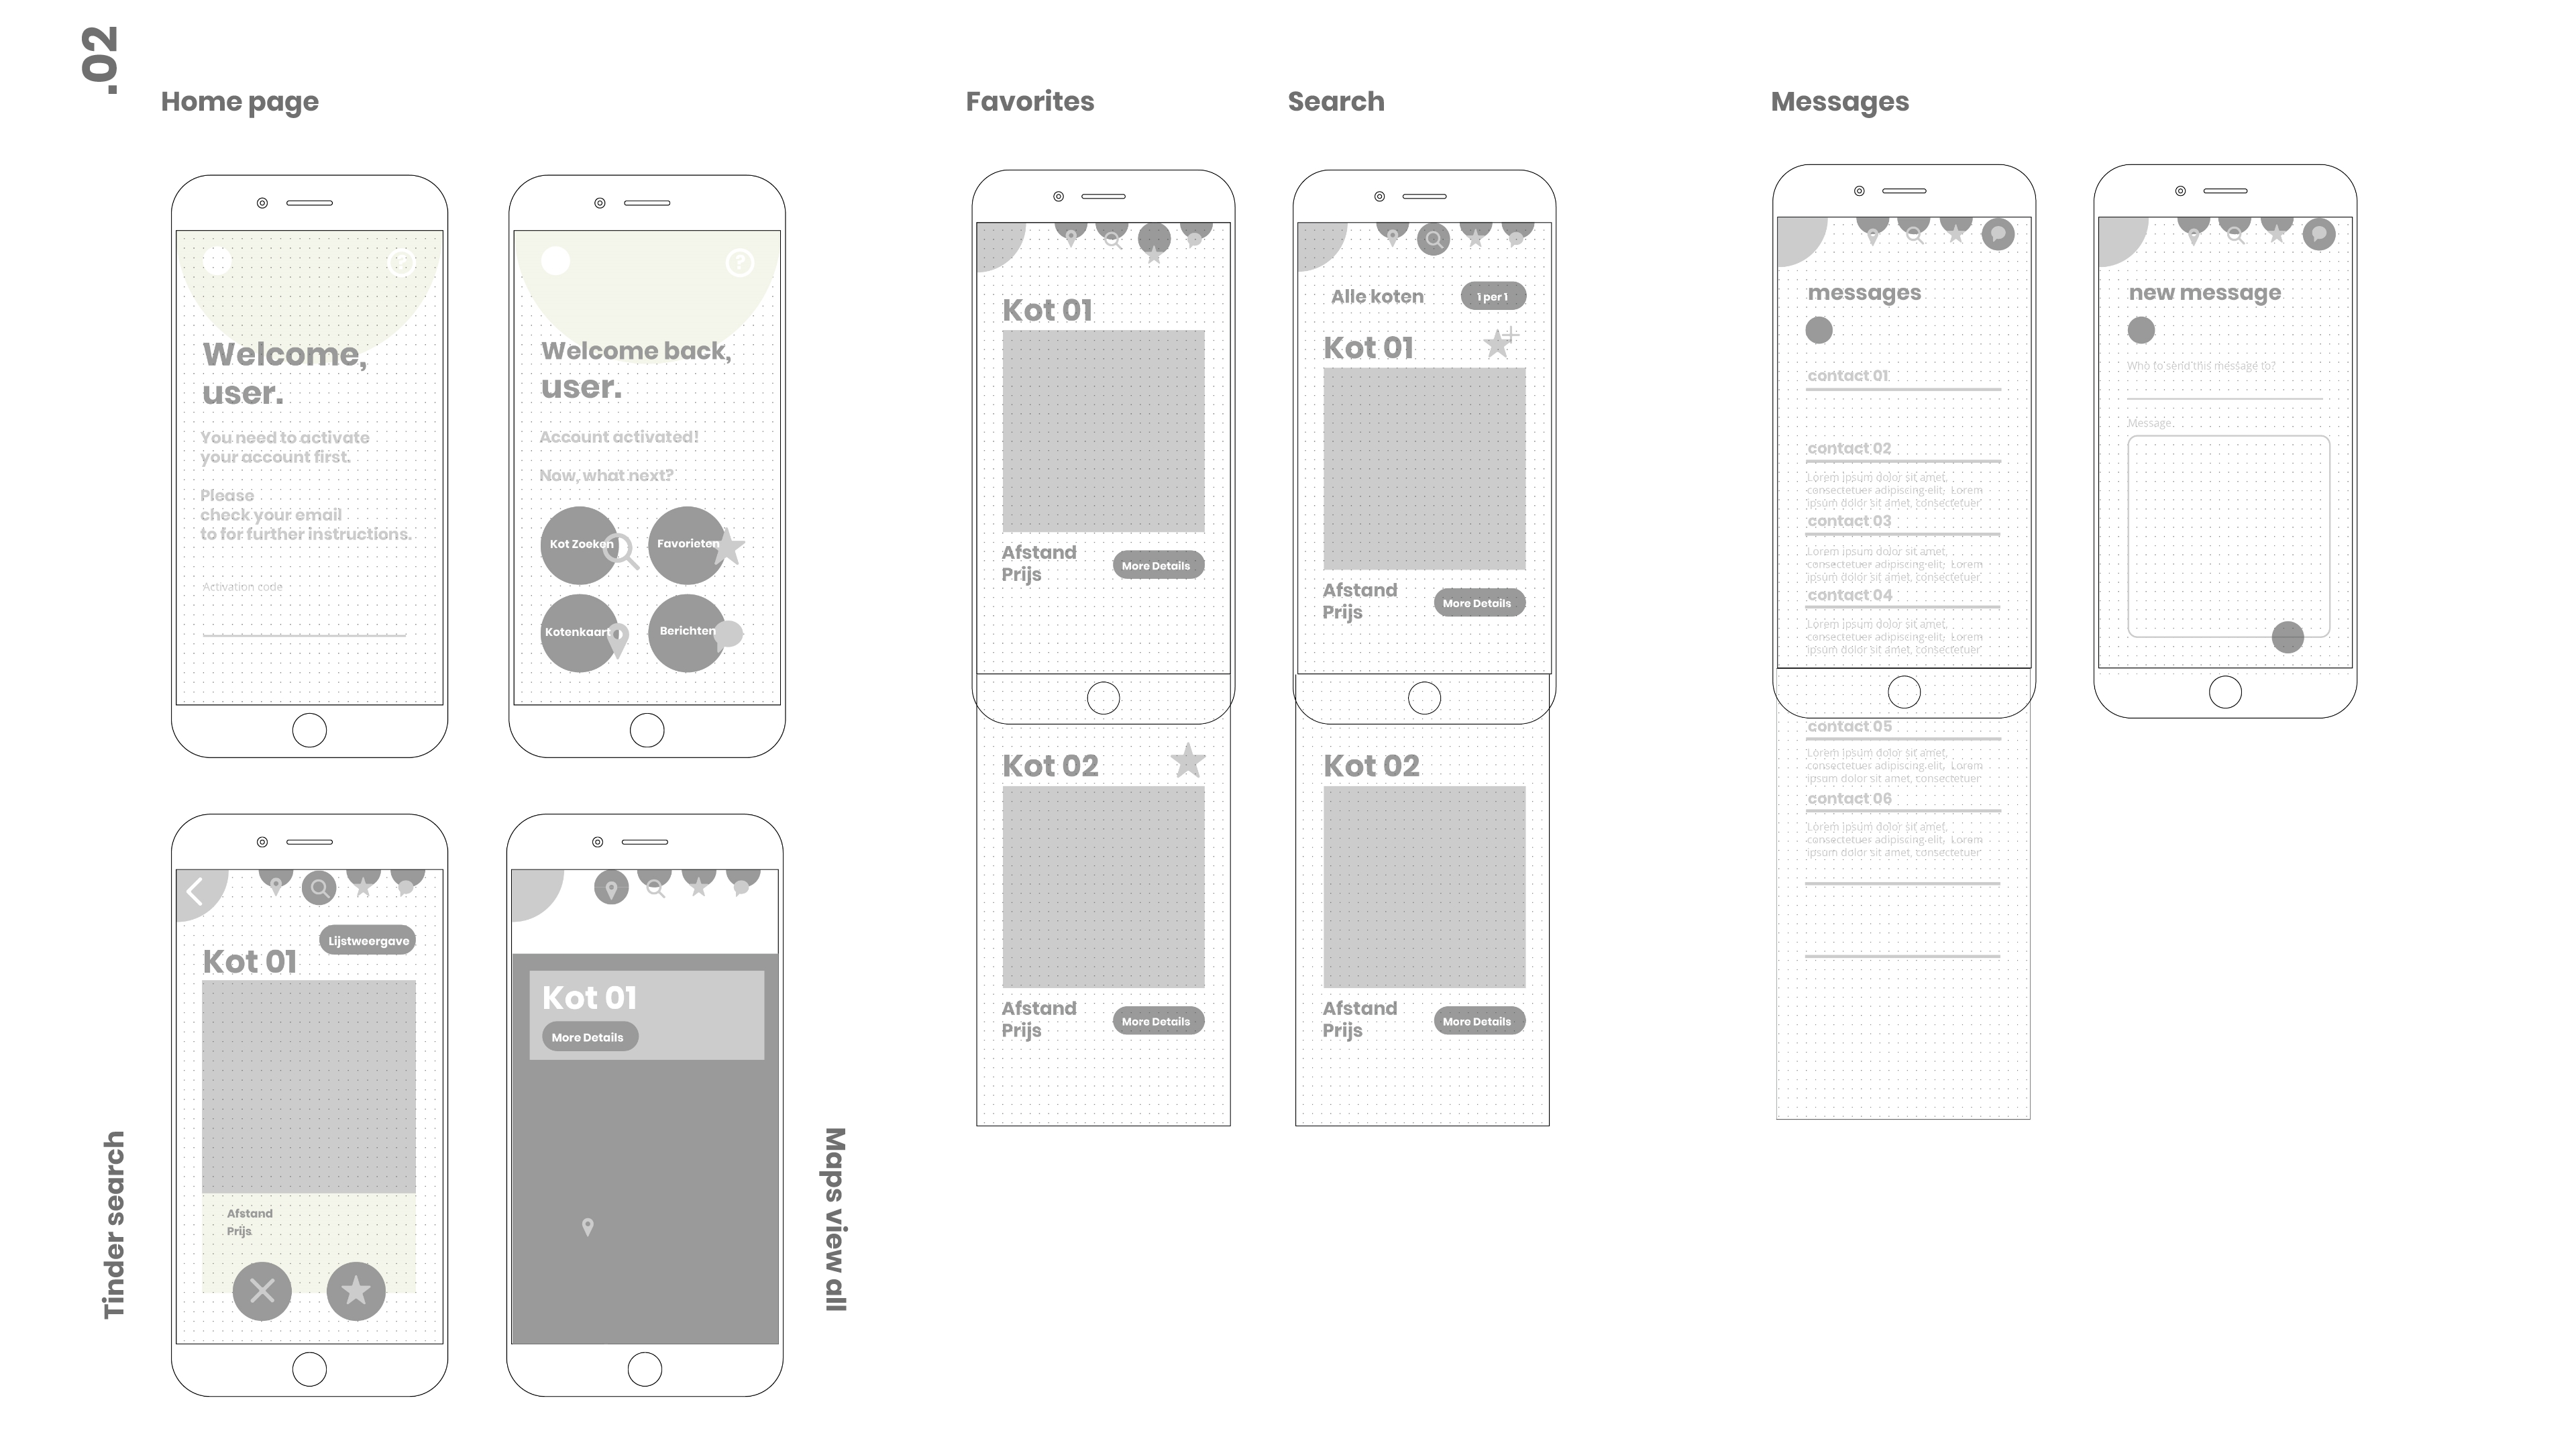 .02
Home page
Welcome,
user.
You need to activate
your account first.
Please
check your email
to for further instructions.
Activation code
?
Welcome back,
user.
Account activated!
Now, what next?
Kot Zoeken
Favorieten
Kotenkaart
Berichten
Tinder search
Lijstweergave
Kot 01
Afstand
Prijs
Kot 01
More Details
Maps view all
Favorites
Kot 01
Afstand
Prijs
More Details
Kot 02
Afstand
Prijs
More Details
Search
Alle koten
1 per 1
Kot 01
Afstand
Prijs
More Details
Kot 02
Afstand
Prijs
More Details
Messages
messages
contact 01
contact 02
Lorem ipsum dolor sit amet,
consectetuer adipiscing elit, Lorem
ipsum dolor sit amet, consectetuer
contact 03
Lorem ipsum dolor sit amet,
consectetuer adipiscing elit, Lorem
ipsum dolor sit amet, consectetuer
contact 04
Lorem ipsum dolor sit amet,
consectetuer adipiscing elit, Lorem
ipsum dolor sit amet, consectetuer
contact 05
Lorem ipsum dolor sit amet,
consectetuer adipiscing elit, Lorem
ipsum dolor sit amet, consectetuer
contact 06
Lorem ipsum dolor sit amet,
consectetuer adipiscing elit, Lorem
ipsum dolor sit amet, consectetuer
new message
Who to send this message to?
Message
?